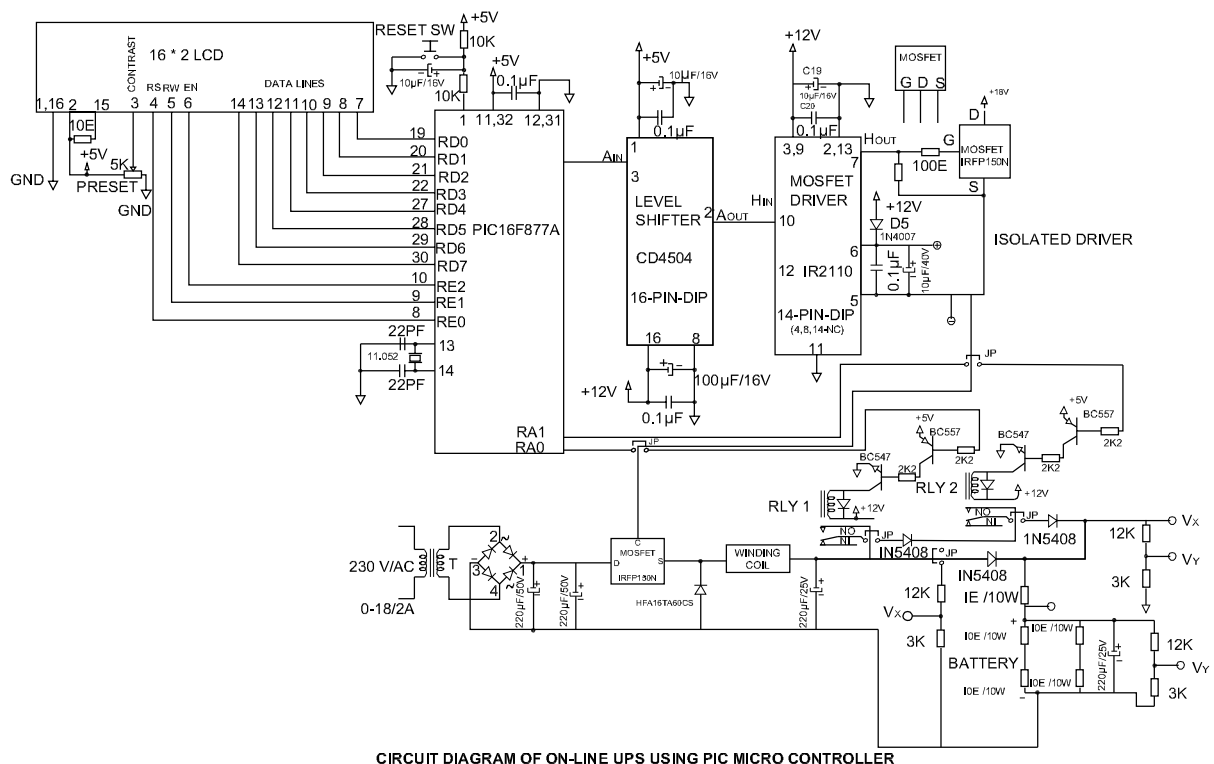 16 * 2 LCD
CONTRAST
RS RW EN
DATA LINES
1,16 2 15 3 4 5 6 14 13 12 11 10 9 8 7
10E
+5V
5K
PRESET
GND
GND
RESET SW
+5V
10K
10µF/16V
10K
+5V
0.1µF
1 11,32 12,31
19 RD0
20 RD1
21 RD2
22 RD3
27 RD4
28 RD5
29 RD6
30 RD7
10 RE2
9 RE1
8 RE0
PIC16F877A
22PF
11.052
22PF
13
14
RA1
RA0
AIN
+5V
10µF/16V
0.1µF
1
3
LEVEL
SHIFTER
2
AOUT
CD4504
16-PIN-DIP
16 8
+12V
100µF/16V
0.1µF
+12V
C19
10µF/16V
C20
0.1µF
3,9 2,13
7
MOSFET
DRIVER
HIN
10
6
12 IR2110
5
14-PIN-DIP
(4,8,14-NC)
11
HOUT
100E
MOSFET
G D S
+18V
D
G
MOSFET
IRFP150N
S
+12V
D5
1N4007
0.1µF
10µF/40V
ISOLATED DRIVER
JP
JP
+5V
BC557
2K2
BC547
2K2
RLY 1
+12V
NO
NI
JP
IN5408
+5V
BC557
2K2
BC547
2K2
RLY 2
+12V
NO
NI
JP
1N5408
JP
IN5408
VX
12K
VY
3K
230 V/AC
T
0-18/2A
2
3 1
4
220µF/50V
220µF/50V
C
MOSFET
D S
IRFP150N
HFA16TA60CS
WINDING
COIL
220µF/25V
12K
VX
3K
IE /10W
I0E /10W I0E /10W
BATTERY
I0E /10W I0E /10W
220µF/25V
12K
VY
3K
CIRCUIT DIAGRAM OF ON-LINE UPS USING PIC MICRO CONTROLLER